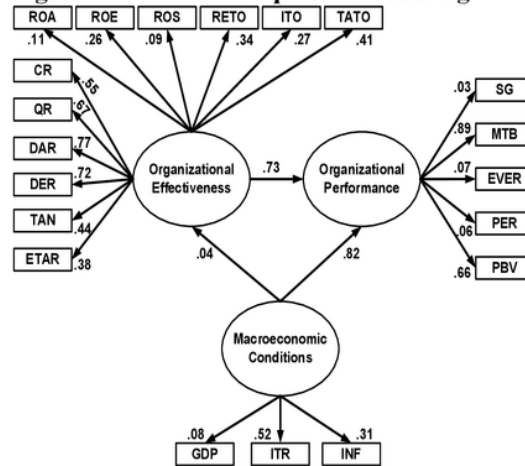 ROA ROE ROS RETO ITO TATO
.11 .26 .09 .34 .27 .41
CR .55
QR .67
DAR .77
DER .72
TAN .44
ETAR .38
Organizational
Effectiveness
.73
Organizational
Performance
.03 SG
.89 MTB
.07 EVER
.06 PER
.66 PBV
.04 .82
Macroeconomic
Conditions
.08 .52 .31
GDP ITR INF